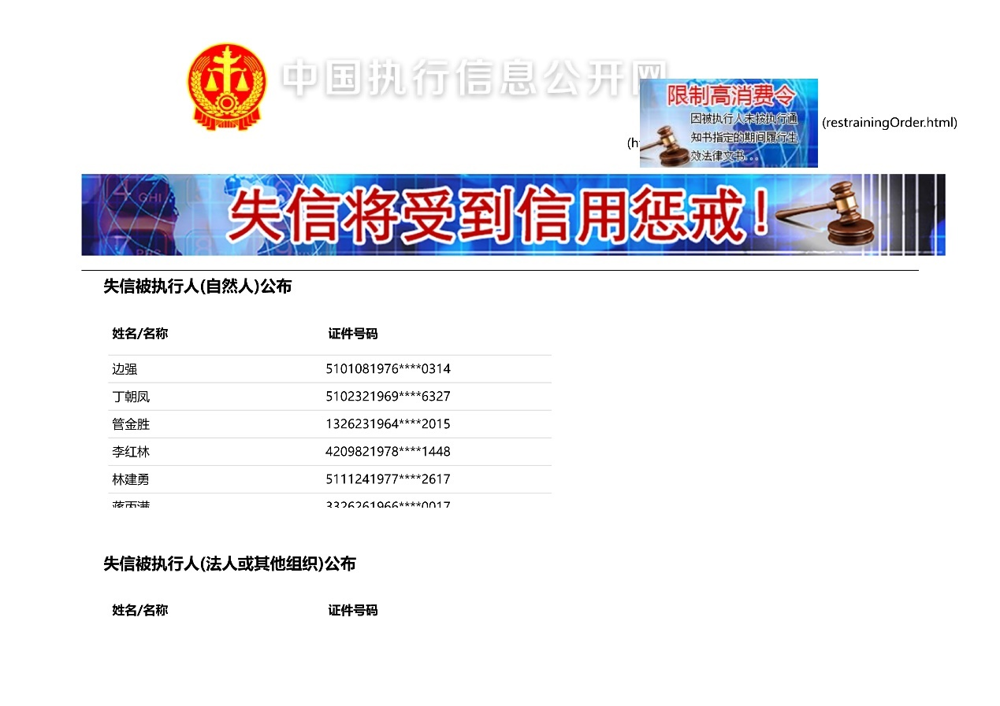 中国执行信息公开网
限制高消费令
因被执行人未按执行通
知书指定的期间履行生
效法律文书...
(restrainingOrder.html)
(h
失信将受到信用惩戒!
失信被执行人(自然人)公布
姓名/名称 证件号码
边强 5101081976****0314
丁朝凤 5102321969****6327
管金胜 1326231964****2015
李红林 4209821978****1448
林建勇 5111241977****2617
蒋丙满 3326261966****0017
失信被执行人(法人或其他组织)公布
姓名/名称 证件号码